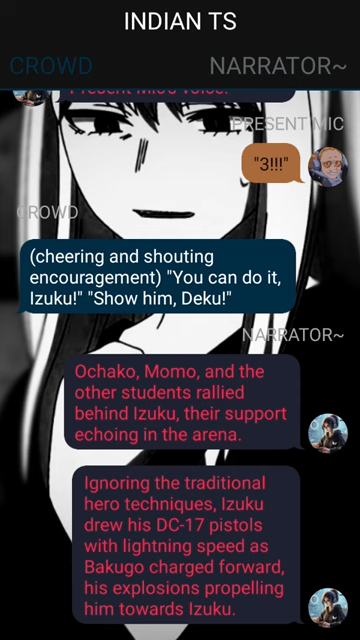 INDIAN TS
CROWD
NARRATOR~
Present Mic's voice.
PRESENT MIC
"3!!!"
CROWD
(cheering and shouting
encouragement) "You can do it,
Izuku!" "Show him, Deku!"
NARRATOR~
Ochako, Momo, and the
other students rallied
behind Izuku, their support
echoing in the arena.
Ignoring the traditional
hero techniques, Izuku
drew his DC-17 pistols
with lightning speed as
Bakugo charged forward,
his explosions propelling
him towards Izuku.